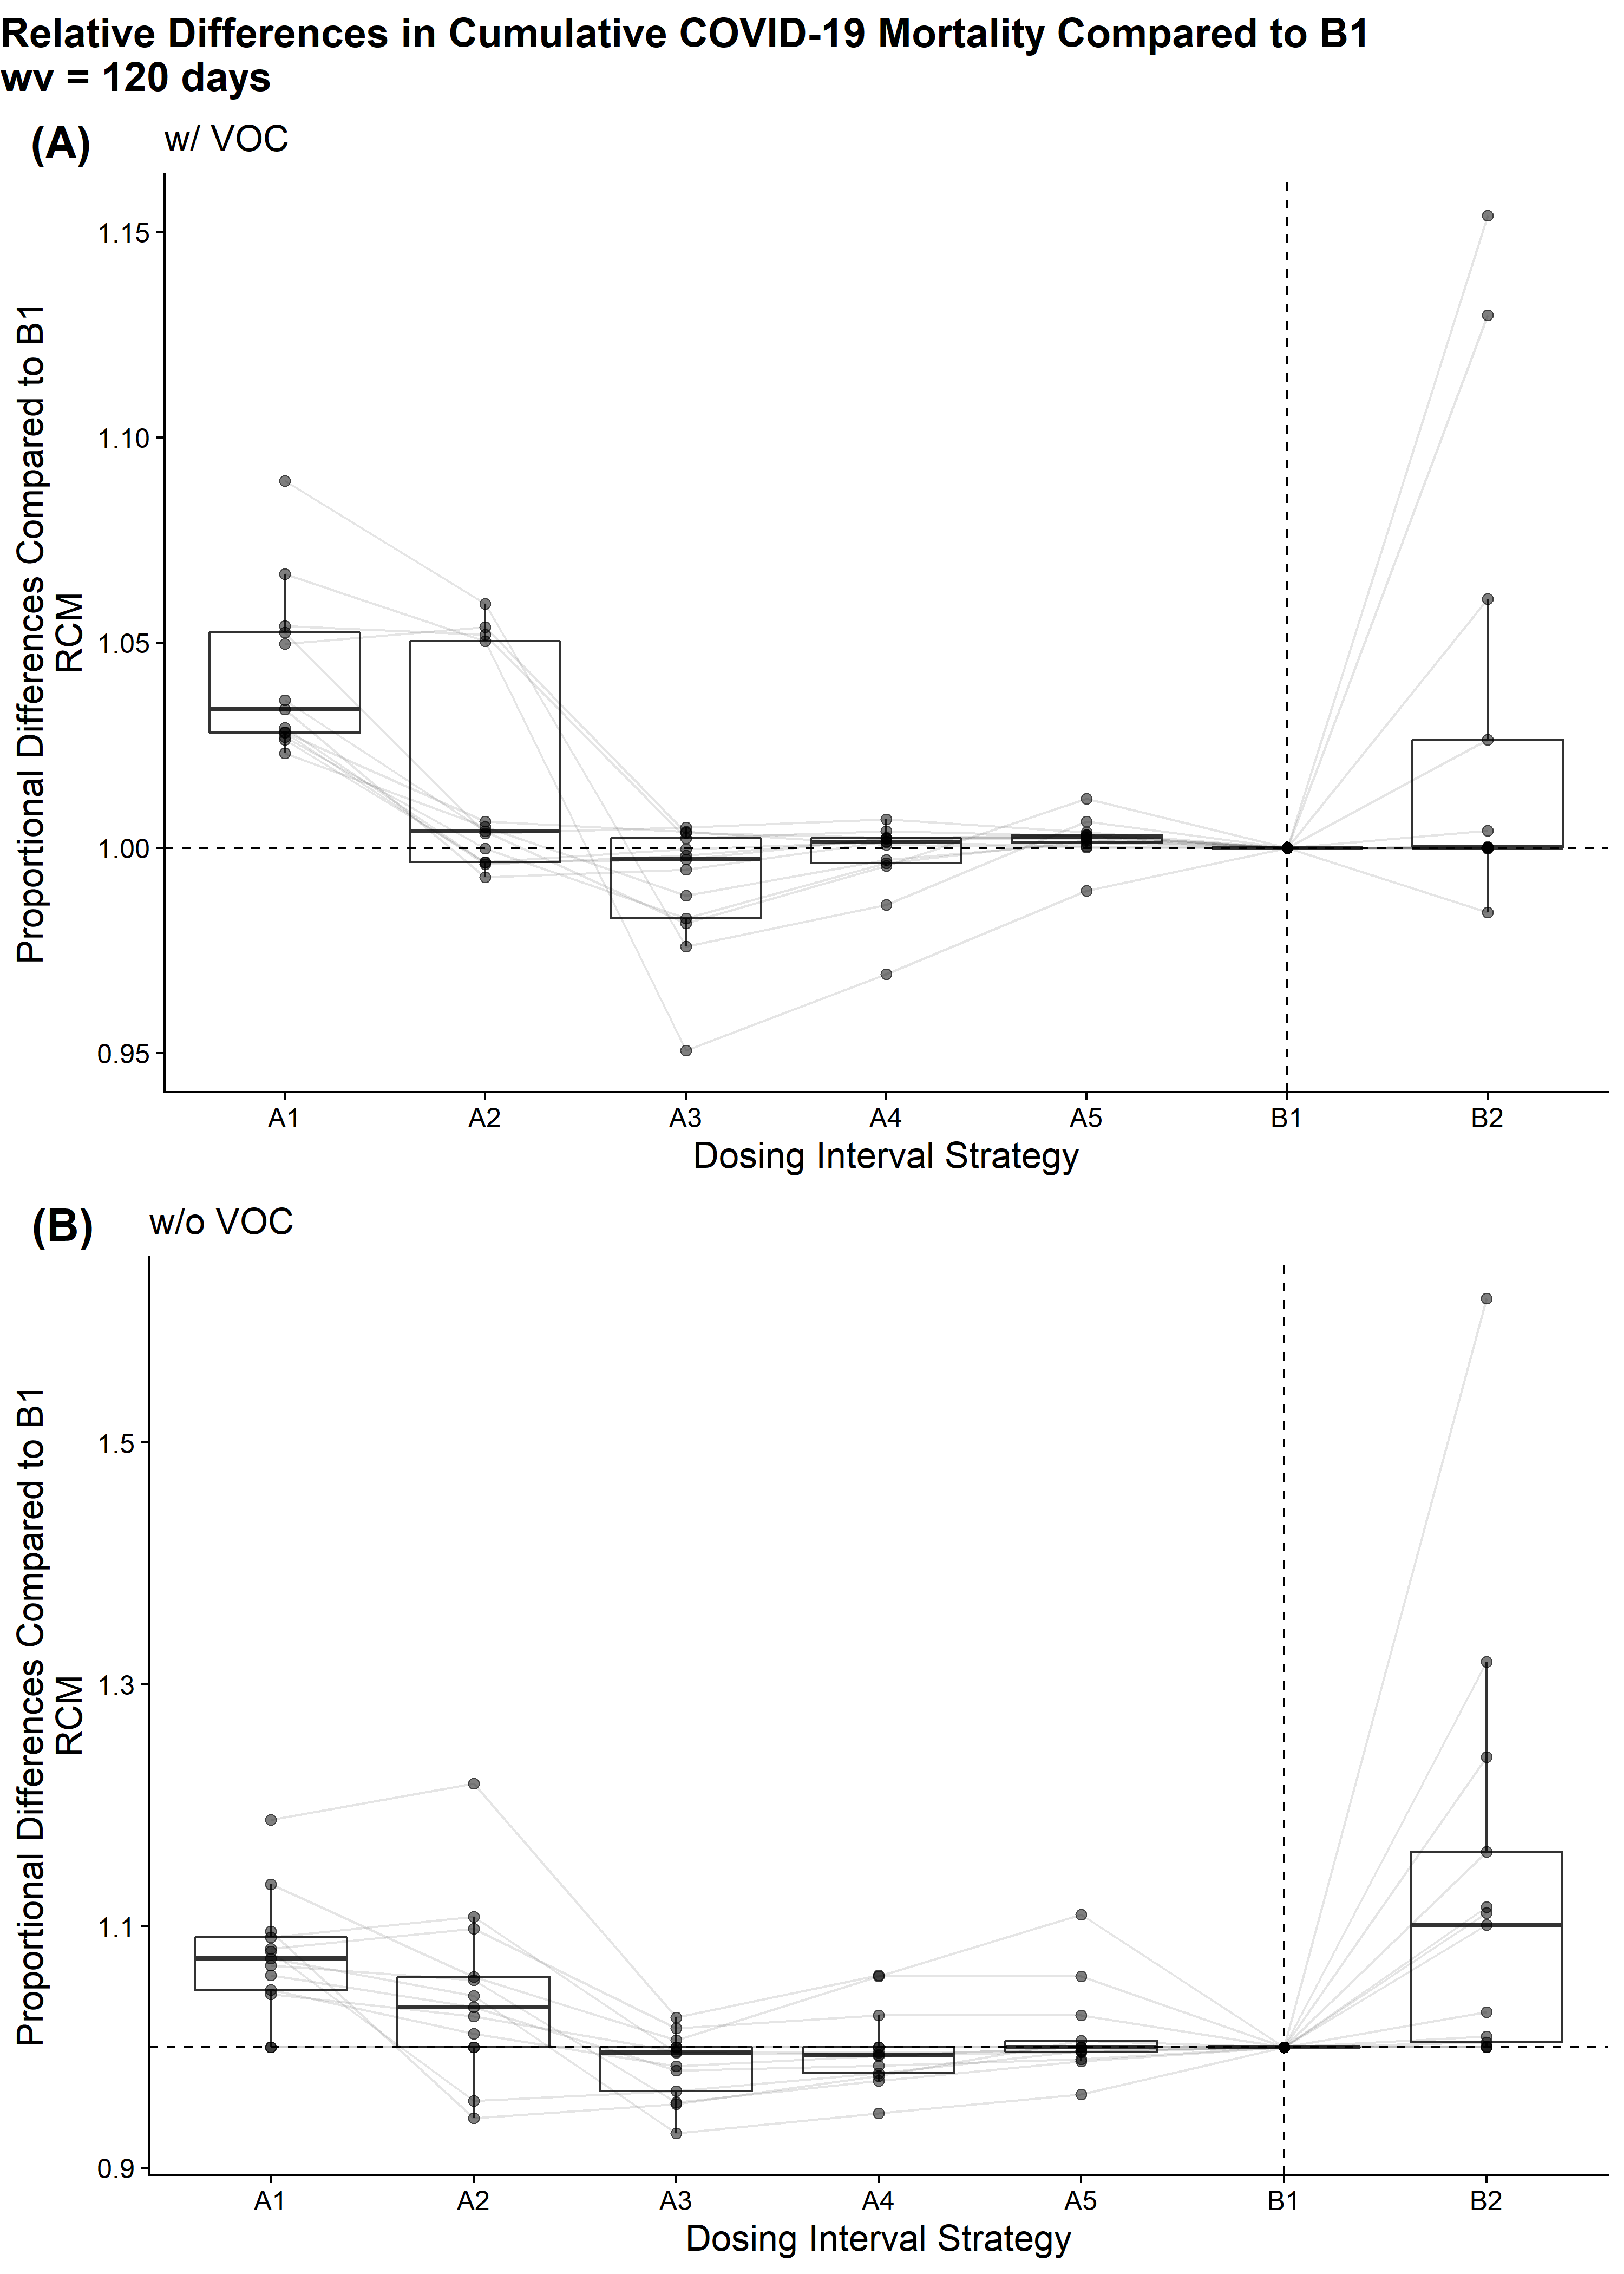 Relative Differences in Cumulative COVID-19 Mortality Compared to B1
wv = 120 days
(A) w/ VOC
Proportional Differences Compared to B1
RCM
1.15
1.10
1.05
1.00
0.95
A1 A2 A3 A4 A5 B1 B2
Dosing Interval Strategy
(B) w/o VOC
Proportional Differences Compared to B1
RCM
1.5
1.3
1.1
0.9
A1 A2 A3 A4 A5 B1 B2
Dosing Interval Strategy